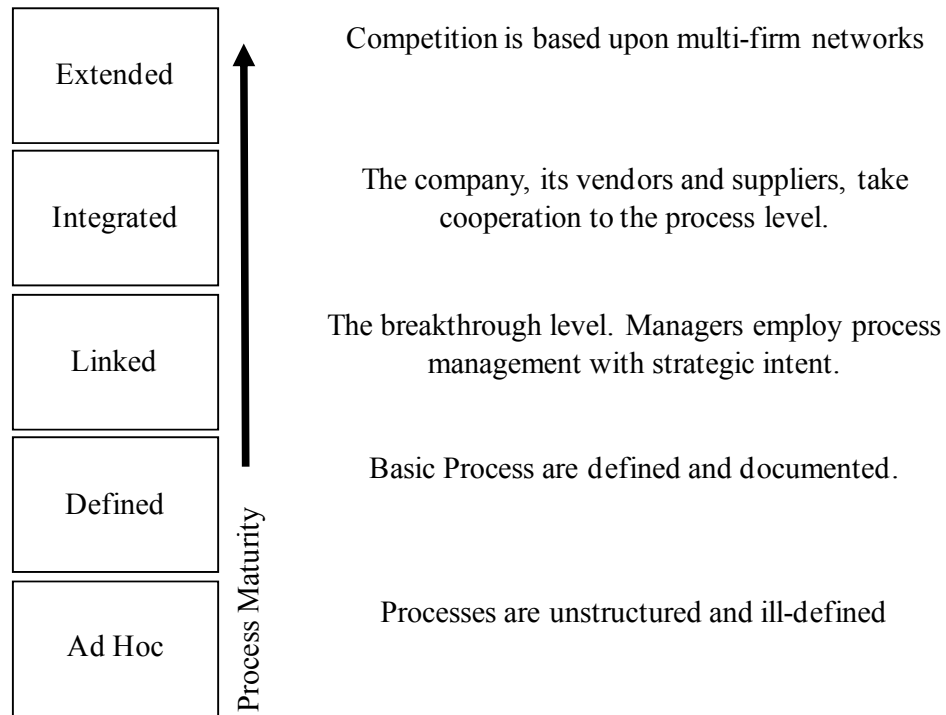 Extended
Competition is based upon multi-firm networks
Integrated
The company, its vendors and suppliers, take
cooperation to the process level.
Linked
The breakthrough level. Managers employ process
management with strategic intent.
Defined
Basic Process are defined and documented.
Ad Hoc
Processes are unstructured and ill-defined
Process Maturity